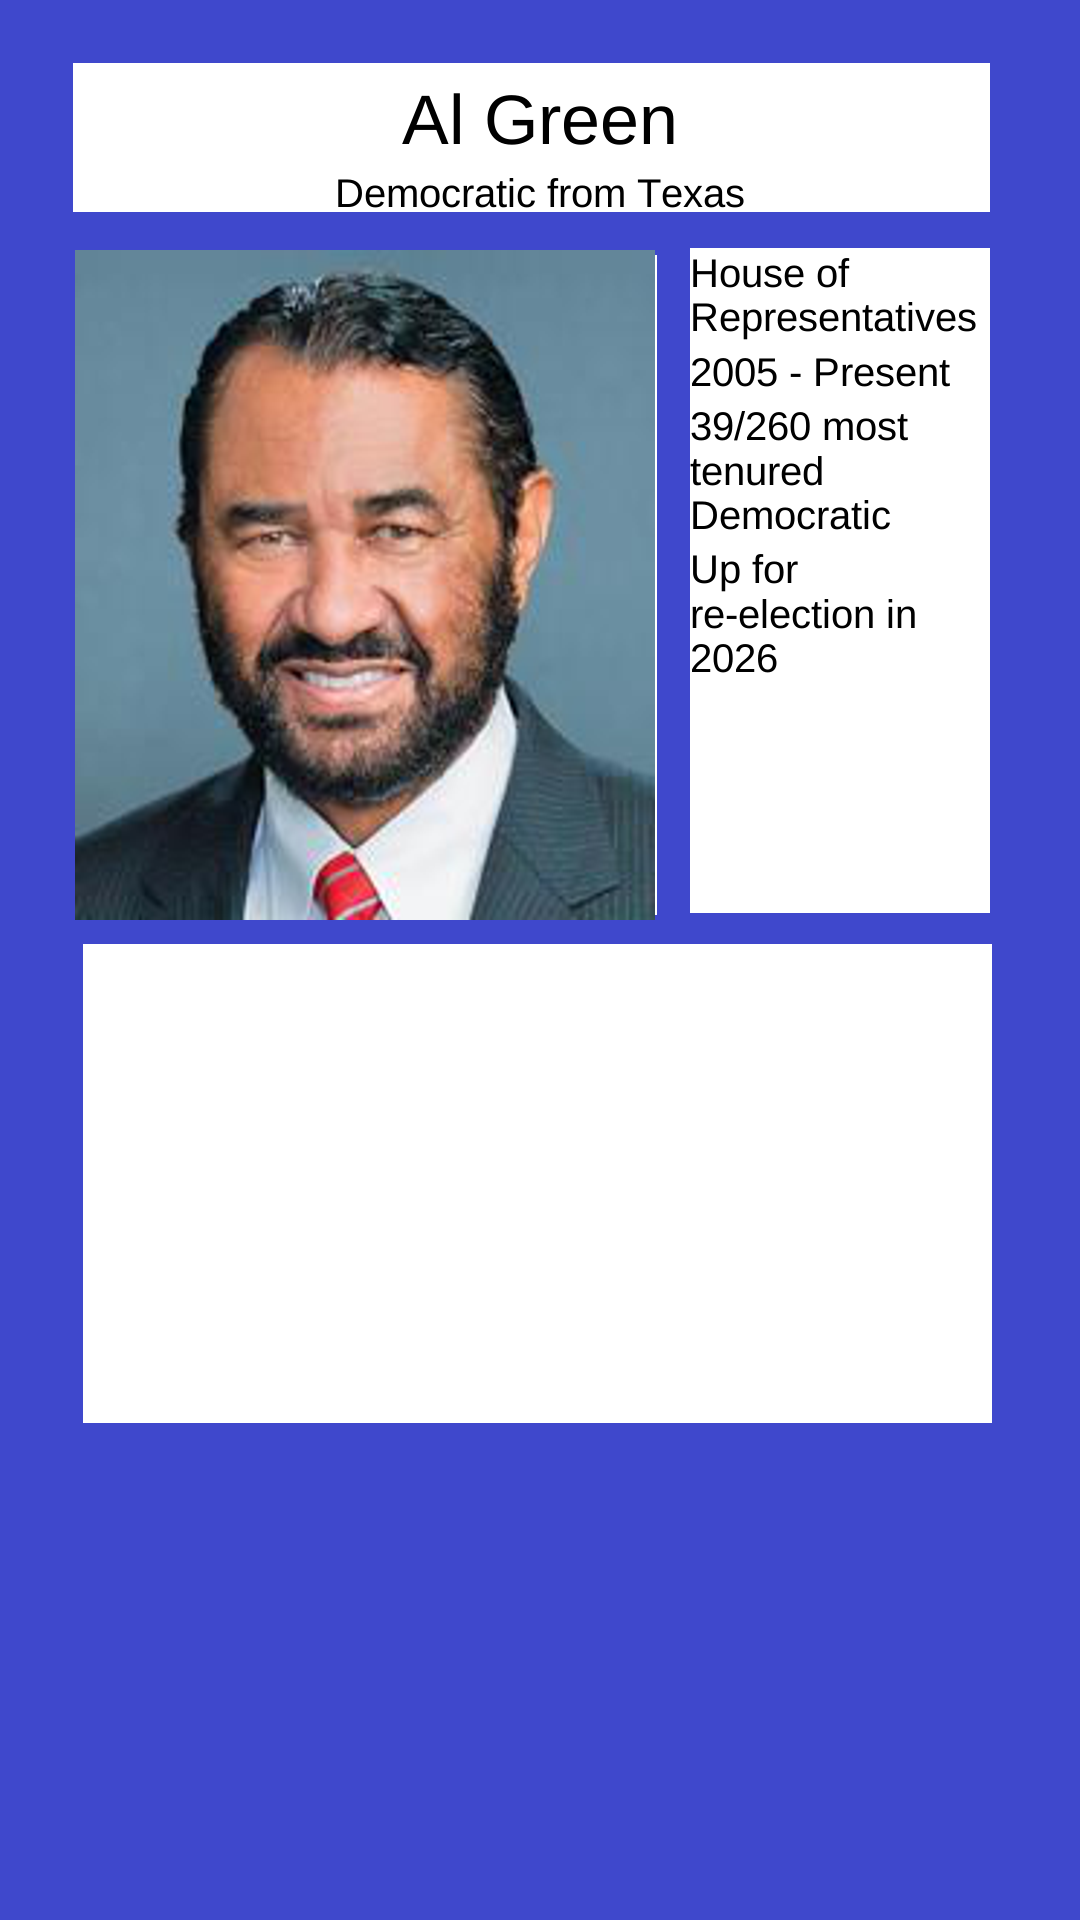 Al Green
Democratic from Texas
House of
Representatives
2005 - Present
39/260 most
tenured
Democratic
Up for
re-election in
2026